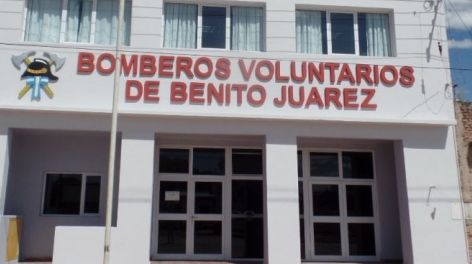 BOMBEROS VOLUNTARIOS
DE BENITO JUAREZ